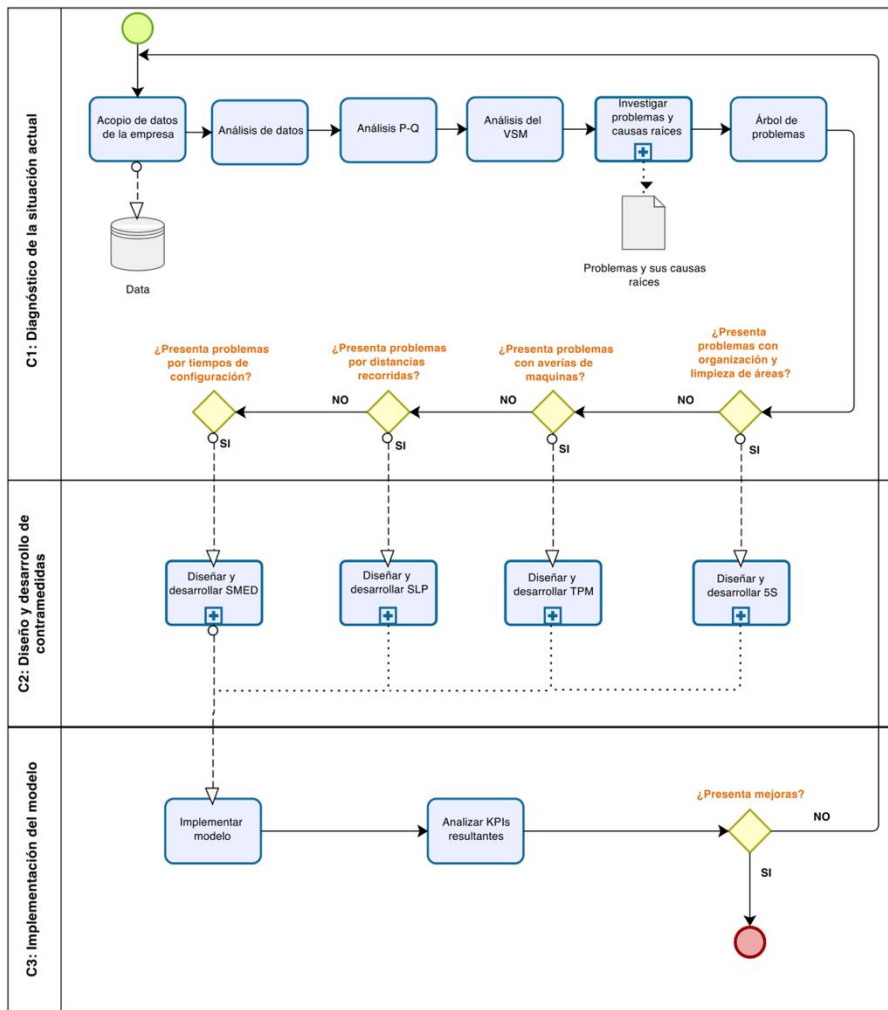 C1: Diagnóstico de la situación actual
Acopio de datos
de la empresa
Análisis de datos
Análisis P-Q
Análisis del
VSM
Investigar
problemas y
causas raíces
Árbol de
problemas
Data
Problemas y sus causas
raíces
¿Presenta problemas
por tiempos de
configuración?
¿Presenta problemas
por distancias
recorridas?
¿Presenta problemas
con averías de
maquinas?
¿Presenta
problemas con
organización y
limpieza de áreas?
NO
NO
NO
SI
SI
SI
SI
C2: Diseño y desarrollo de
contramedidas
Diseñar y
desarrollar SMED
Diseñar y
desarrollar SLP
Diseñar y
desarrollar TPM
Diseñar y
desarrollar 5S
C3: Implementación del modelo
Implementar
modelo
Analizar KPIs
resultantes
¿Presenta mejoras?
NO
SI